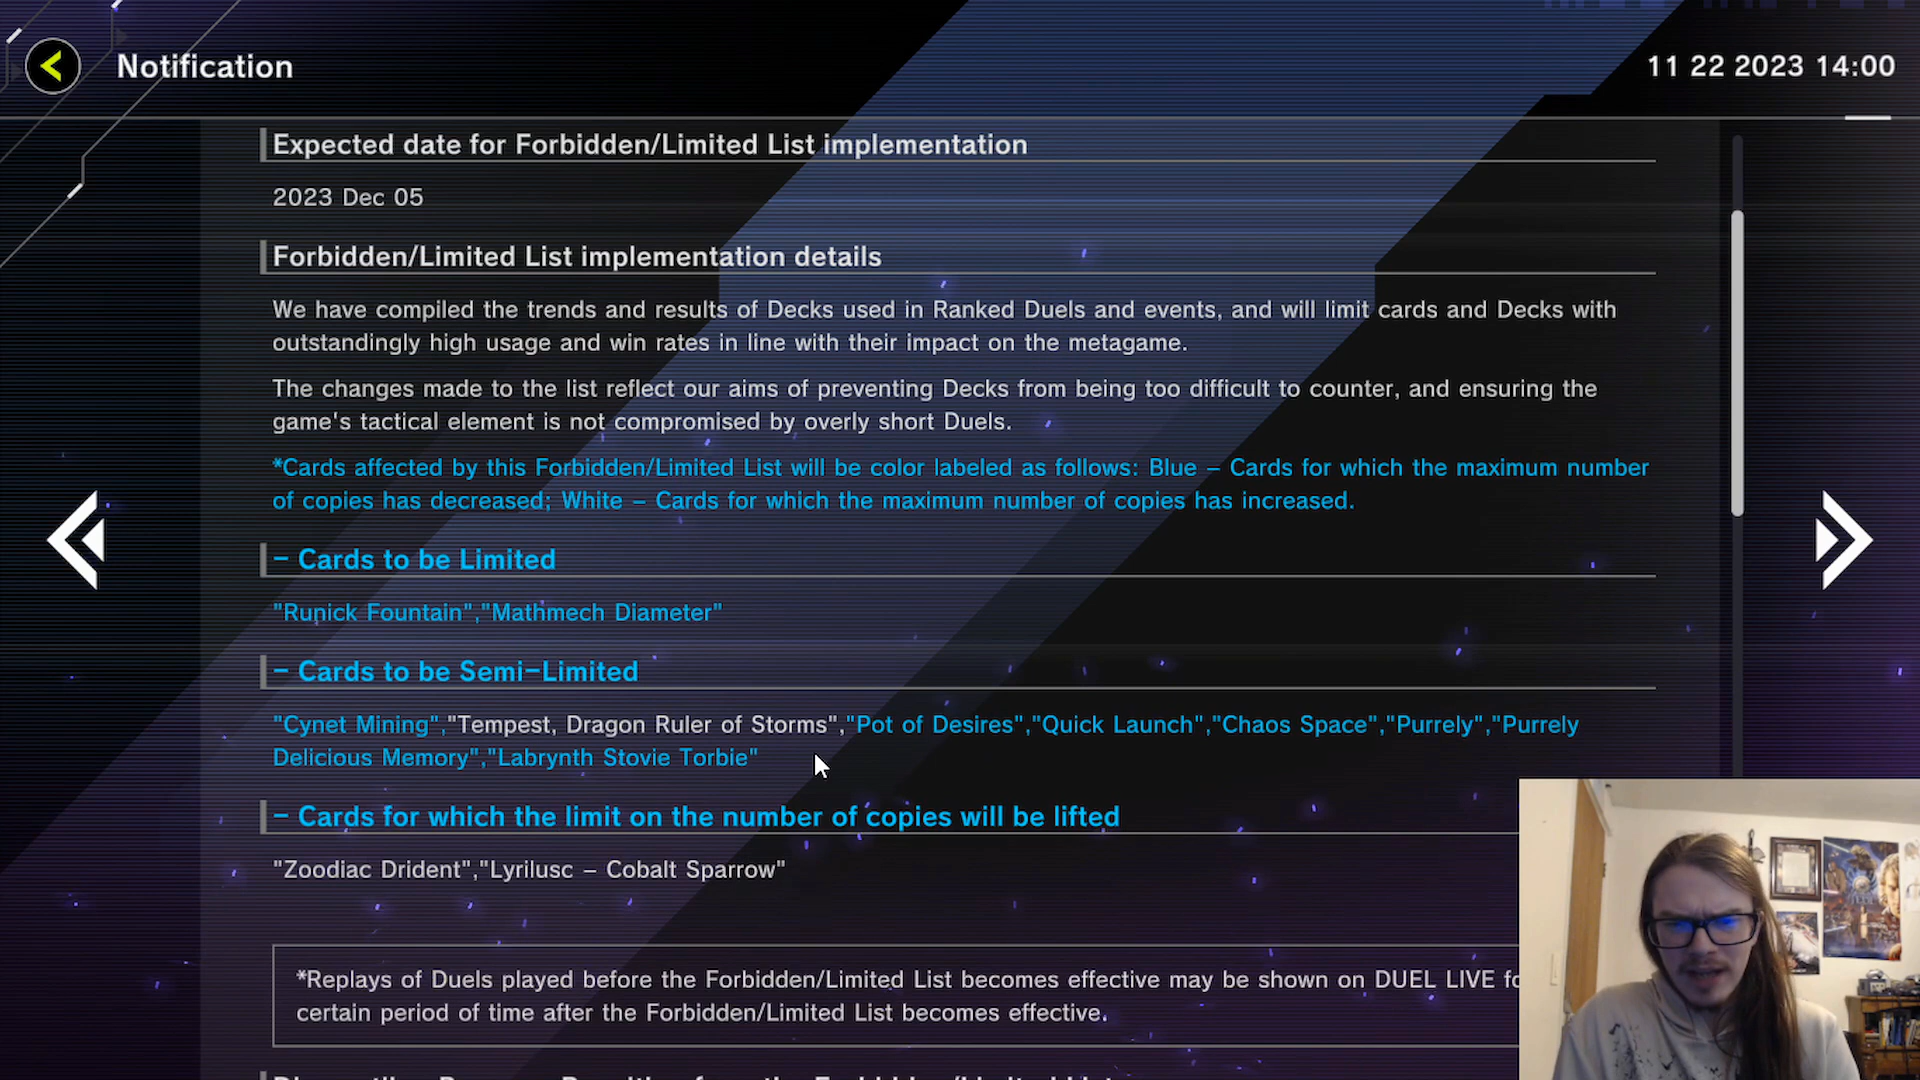 Notification
11 22 2023 14:00
Expected date for Forbidden/Limited List implementation
2023 Dec 05
Forbidden/Limited List implementation details
We have compiled the trends and results of Decks used in Ranked Duels and events, and will limit cards and Decks with
outstandingly high usage and win rates in line with their impact on the metagame.
The changes made to the list reflect our aims of preventing Decks from being too difficult to counter, and ensuring the
game's tactical element is not compromised by overly short Duels.
*Cards affected by this Forbidden/Limited List will be color labeled as follows: Blue – Cards for which the maximum number
of copies has decreased; White – Cards for which the maximum number of copies has increased.
– Cards to be Limited
"Runick Fountain","Mathmech Diameter"
– Cards to be Semi-Limited
"Cynet Mining","Tempest, Dragon Ruler of Storms","Pot of Desires","Quick Launch","Chaos Space","Purrely","Purrely
Delicious Memory","Labrynth Stovie Torbie"
– Cards for which the limit on the number of copies will be lifted
"Zoodiac Drident","Lyrilusc – Cobalt Sparrow"
*Replays of Duels played before the Forbidden/Limited List becomes effective may be shown on DUEL LIVE
certain period of time after the Forbidden/Limited List becomes effective.